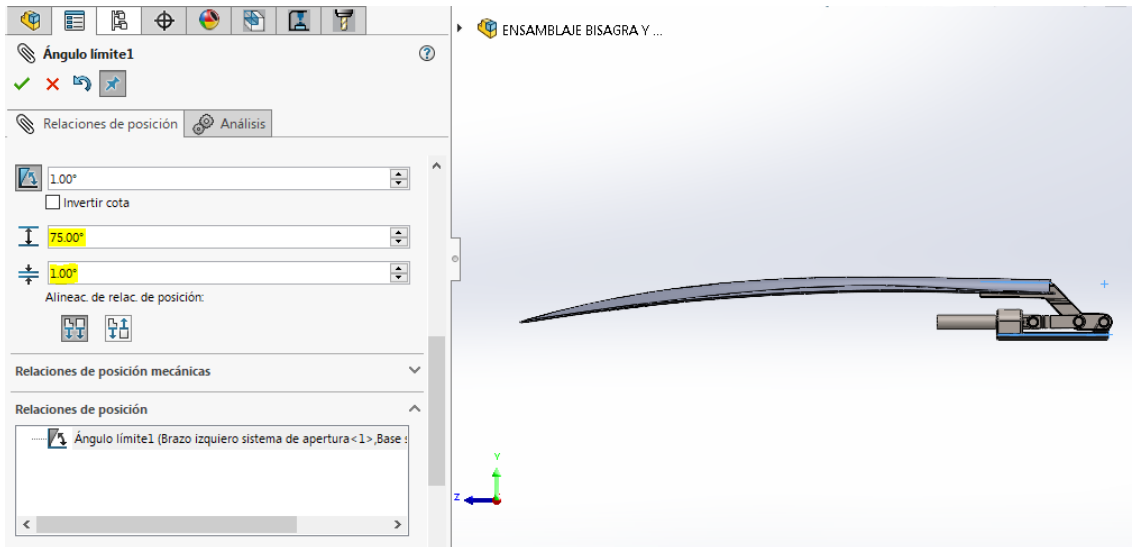 ENSAMBLAJE BISAGRA Y ...
Ángulo límite1
Relaciones de posición
Análisis
1.00°
Invertir cota
75.00°
1.00°
Alineac. de relac. de posición:
Relaciones de posición mecánicas
Relaciones de posición
Ángulo límite1 (Brazo izquiero sistema de apertura<1>,Base
Y
Z